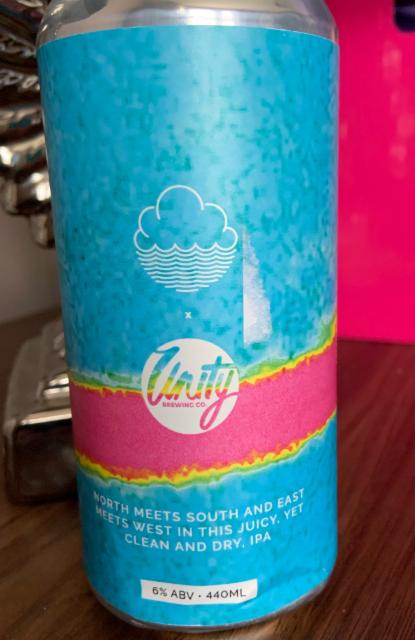 x
Unity
BREWING CO.
NORTH MEETS SOUTH AND EAST
MEETS WEST IN THIS JUICY, YET
CLEAN AND DRY, IPA
6% ABV • 440ML